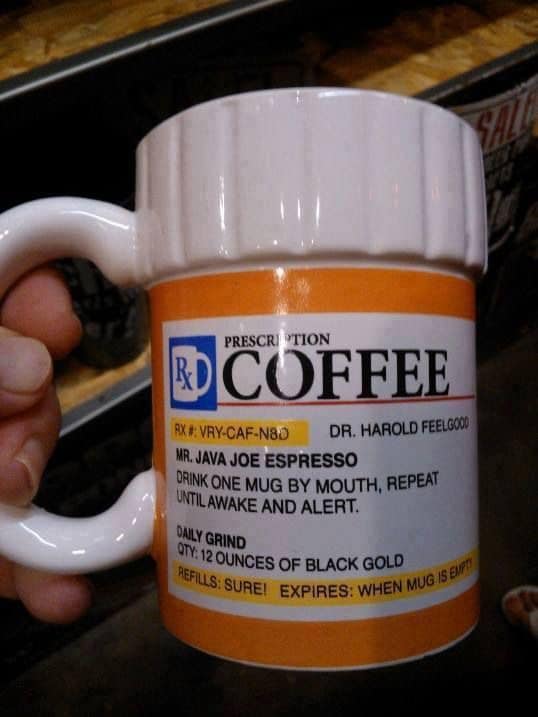 SALE
PRESCRIPTION
Rx COFFEE
RX #: VRY-CAF-N8D DR. HAROLD FEELGOOD
MR. JAVA JOE ESPRESSO
DRINK ONE MUG BY MOUTH, REPEAT
UNTIL AWAKE AND ALERT.
DAILY GRIND
QTY: 12 OUNCES OF BLACK GOLD
REFILLS: SURE! EXPIRES: WHEN MUG IS EMPTY